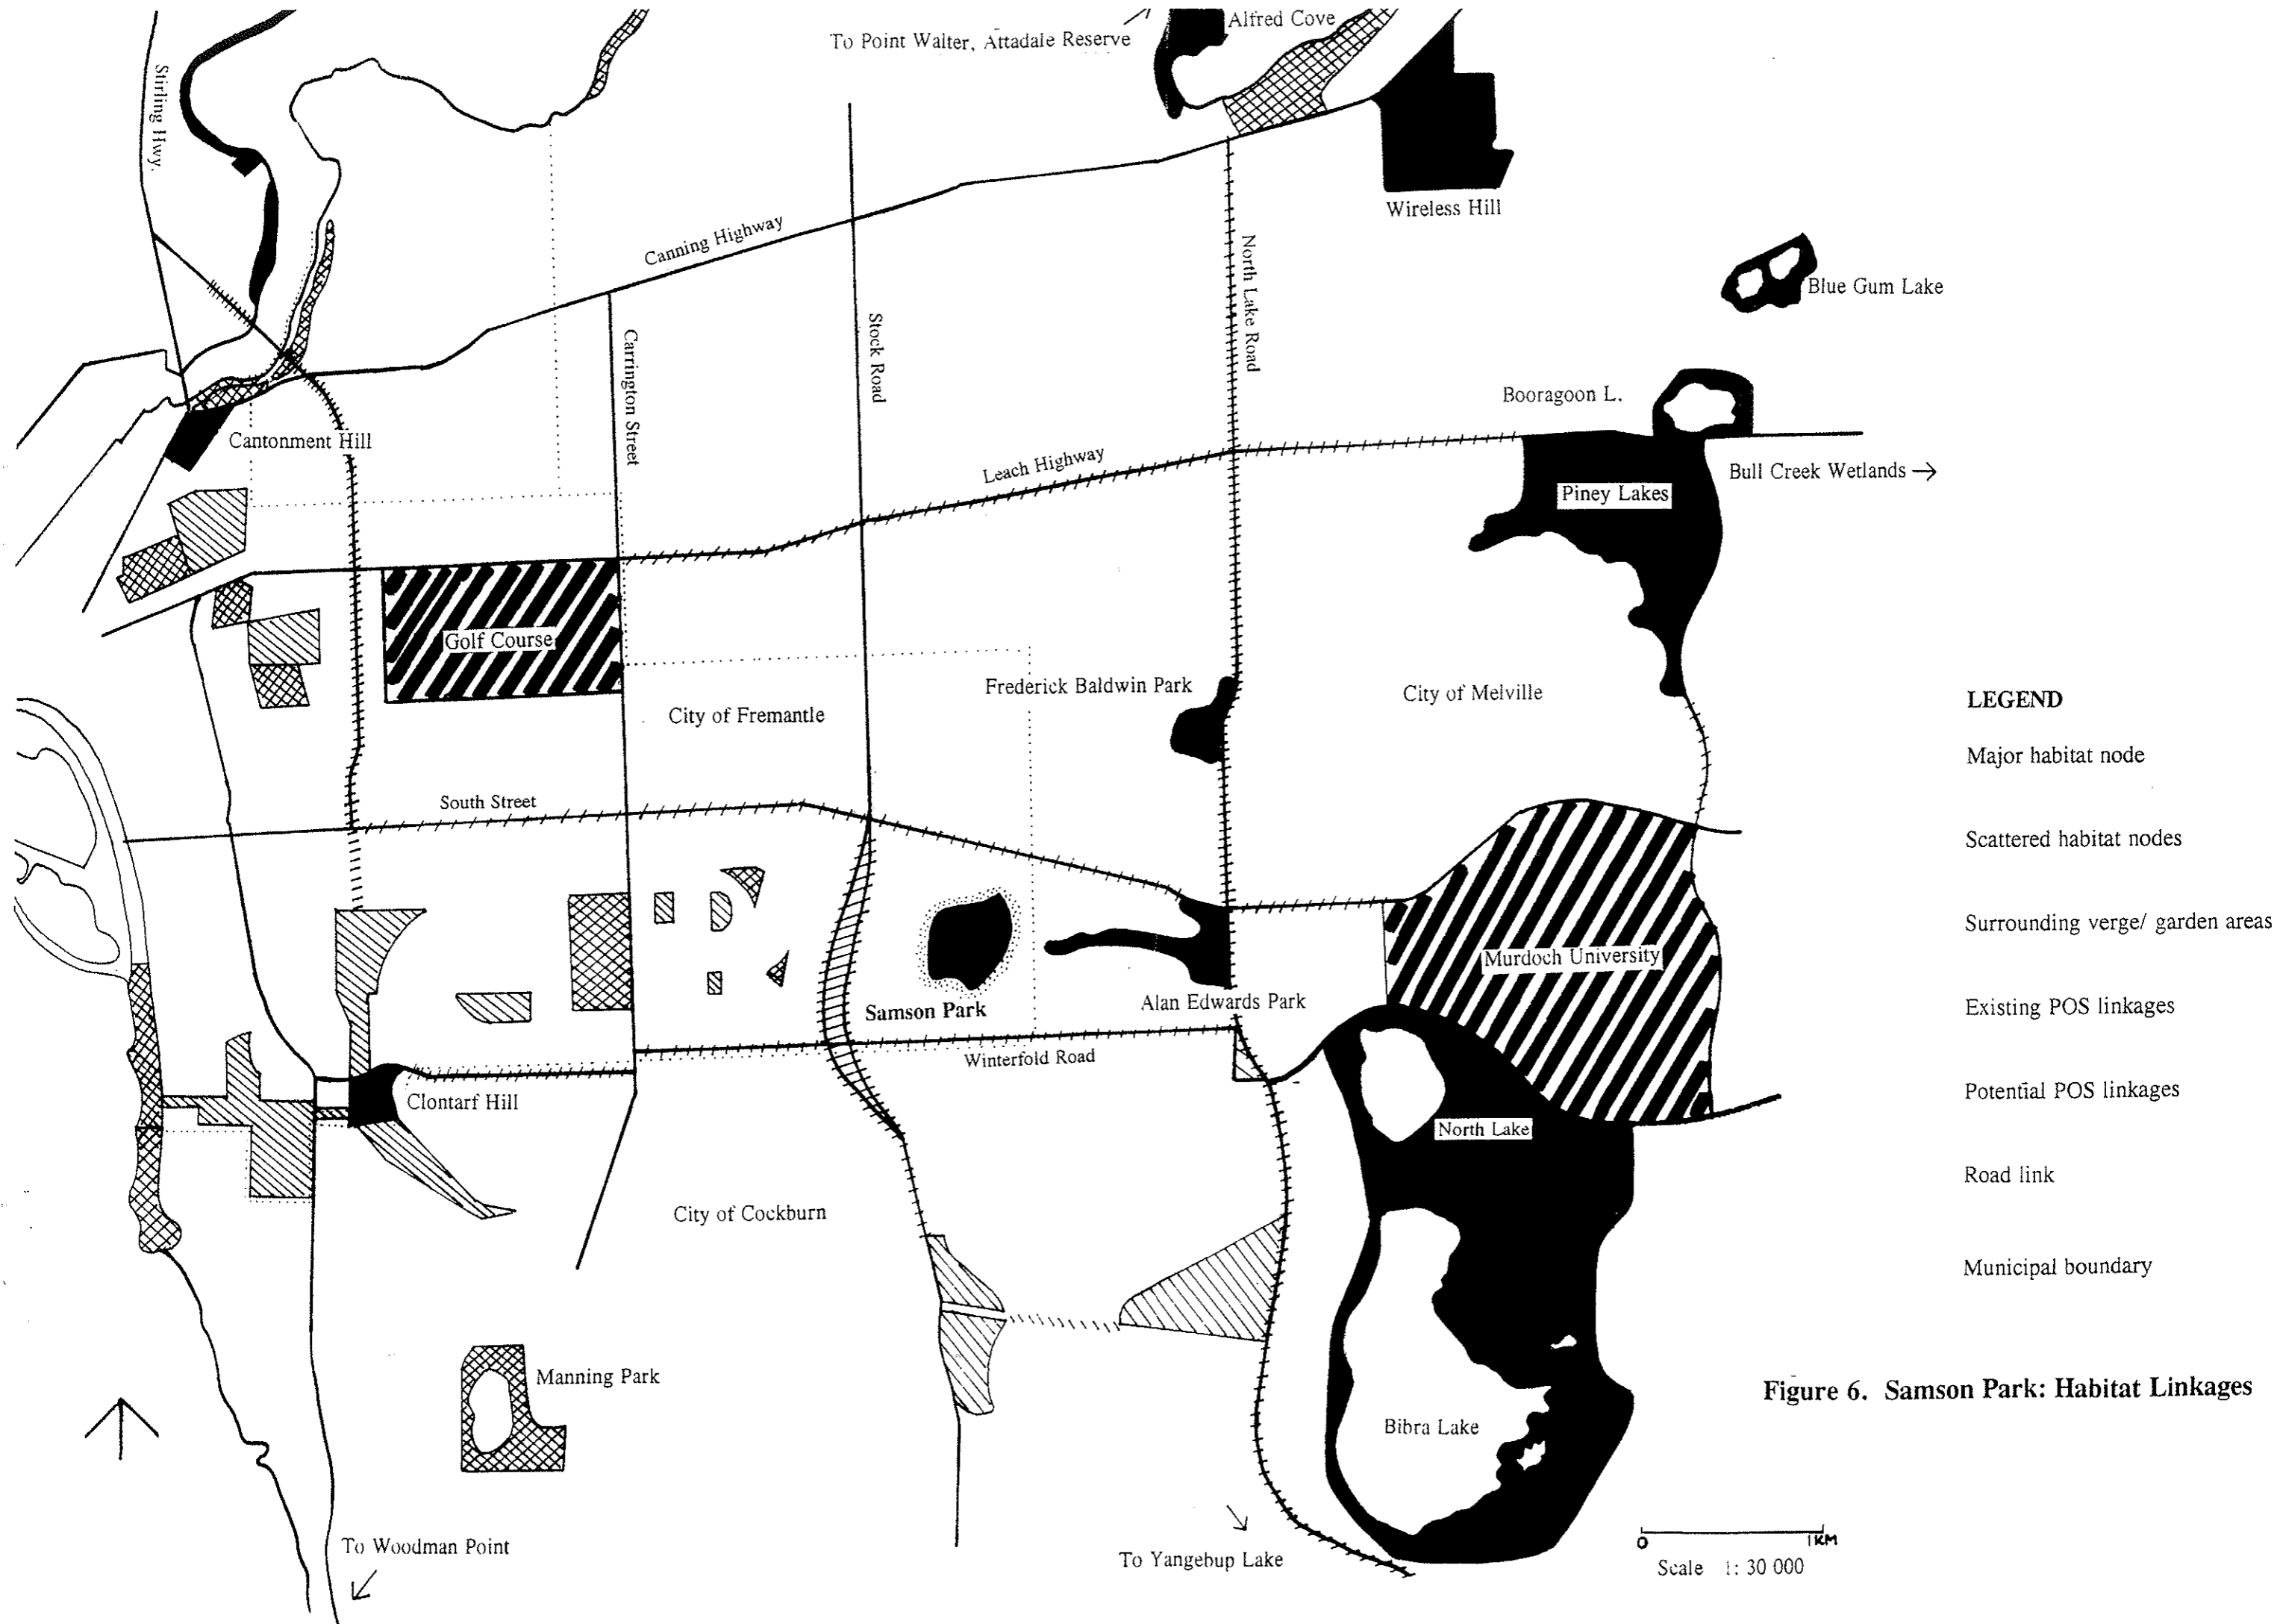 To Point Walter, Attadale Reserve
Alfred Cove
Stirling Hwy.
Wireless Hill
Canning Highway
North Lake Road
Blue Gum Lake
Carrington Street
Stock Road
Booragoon L.
Cantonment Hill
Leach Highway
Bull Creek Wetlands →
Piney Lakes
Golf Course
Frederick Baldwin Park
City of Melville
City of Fremantle
South Street
Murdoch University
Samson Park
Alan Edwards Park
Winterfold Road
Clontarf Hill
North Lake
City of Cockburn
Manning Park
Bibra Lake
To Woodman Point
To Yangebup Lake
LEGEND
Major habitat node
Scattered habitat nodes
Surrounding verge/ garden areas
Existing POS linkages
Potential POS linkages
Road link
Municipal boundary
Figure 6. Samson Park: Habitat Linkages
0 1KM
Scale 1: 30 000